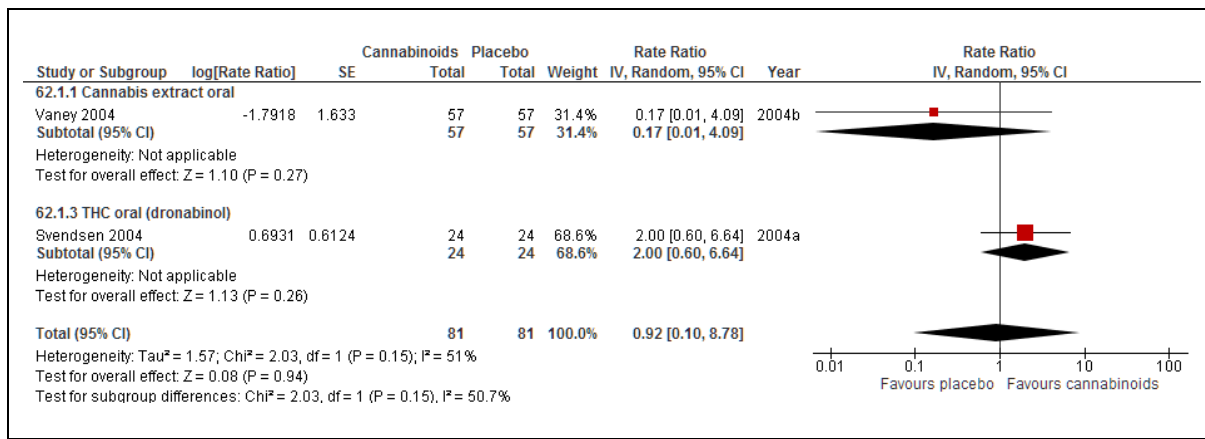 Cannabinoids Placebo Rate Ratio Rate Ratio
Study or Subgroup log[Rate Ratio] SE Total Total Weight IV, Random, 95% CI Year IV, Random, 95% CI
62.1.1 Cannabis extract oral
Vaney 2004 -1.7918 1.633 57 57 31.4% 0.17 [0.01, 4.09] 2004b
Subtotal (95% CI) 57 57 31.4% 0.17 [0.01, 4.09]
Heterogeneity: Not applicable
Test for overall effect: Z = 1.10 (P = 0.27)
62.1.3 THC oral (dronabinol)
Svendsen 2004 0.6931 0.6124 24 24 68.6% 2.00 [0.60, 6.64] 2004a
Subtotal (95% CI) 24 24 68.6% 2.00 [0.60, 6.64]
Heterogeneity: Not applicable
Test for overall effect: Z = 1.13 (P = 0.26)
Total (95% CI) 81 81 100.0% 0.92 [0.10, 8.78]
Heterogeneity: Tau² = 1.57; Chi² = 2.03, df = 1 (P = 0.15); I² = 51%
Test for overall effect: Z = 0.08 (P = 0.94)
Test for subgroup differences: Chi² = 2.03, df = 1 (P = 0.15), I² = 50.7%
0.01 0.1 1 10 100
Favours placebo Favours cannabinoids